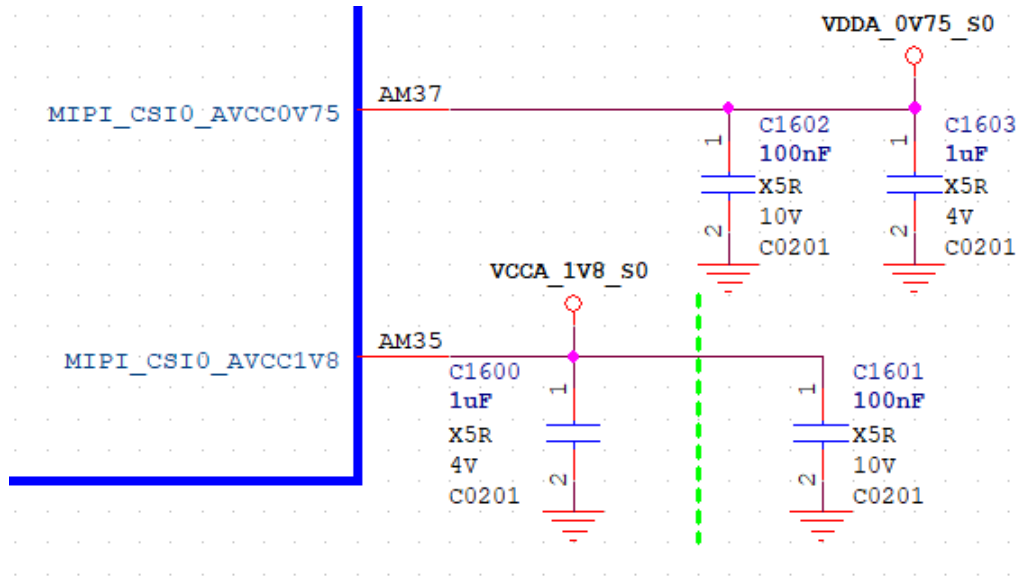 VDDA_0V75_S0
MIPI_CSI0_AVCC0V75
AM37
1
C1602
100nF
X5R
10V
C0201
2
1
C1603
1uF
X5R
4V
C0201
2
VCCA_1V8_S0
MIPI_CSI0_AVCC1V8
AM35
C1600
1uF
X5R
4V
C0201
1
2
1
C1601
100nF
X5R
10V
C0201
2